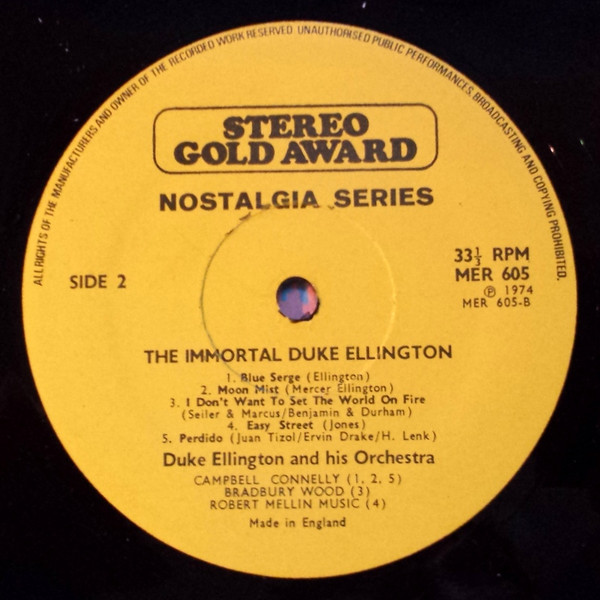 ALL RIGHTS OF THE MANUFACTURERS AND OWNER OF THE RECORDED WORK RESERVED UNAUTHORISED PUBLIC PERFORMANCES, BROADCASTING AND COPYING PROHIBITED.
STEREO
GOLD AWARD
NOSTALGIA SERIES
SIDE 2
33⅓ RPM
MER 605
Ⓟ 1974
MER 605-B
THE IMMORTAL DUKE ELLINGTON
1. Blue Serge (Ellington)
2. Moon Mist (Mercer Ellington)
3. I Don't Want To Set The World On Fire
(Seiler & Marcus/Benjamin & Durham)
4. Easy Street (Jones)
5. Perdido (Juan Tizol/Ervin Drake/H. Lenk)
Duke Ellington and his Orchestra
CAMPBELL CONNELLY (1, 2, 5)
BRADBURY WOOD (3)
ROBERT MELLIN MUSIC (4)
Made in England